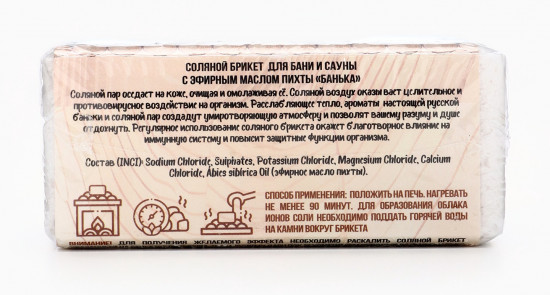 СОЛЯНОЙ БРИКЕТ ДЛЯ БАНИ И САУНЫ
С ЭФИРНЫМ МАСЛОМ ПИХТЫ «БАНЬКА»
Соляной пар оседает на коже, очищая и омолаживая её. Соляной воздух оказывает целительное и
противовирусное воздействие на организм. Расслабляющее тепло, ароматы настоящей русской
баньки и соляной пар создадут умиротворяющую атмосферу и позволят вашему разуму и душе
отдохнуть. Регулярное использование соляного брикета окажет благотворное влияние на
иммунную систему и повысит защитные функции организма.
Состав (INCI): Sodium Chloride, Sulphates, Potassium Chloride, Magnesium Chloride, Calcium
Chloride, Abies sibirica Oil (эфирное масло пихты).
СПОСОБ ПРИМЕНЕНИЯ: ПОЛОЖИТЬ НА ПЕЧЬ. НАГРЕВАТЬ
НЕ МЕНЕЕ 90 МИНУТ. ДЛЯ ОБРАЗОВАНИЯ ОБЛАКА
ИОНОВ СОЛИ НЕОБХОДИМО ПОДДАТЬ ГОРЯЧЕЙ ВОДЫ
НА КАМНИ ВОКРУГ БРИКЕТА
ВНИМАНИЕ! ДЛЯ ПОЛУЧЕНИЯ ЖЕЛАЕМОГО ЭФФЕКТА НЕОБХОДИМО РАСКАЛИТЬ СОЛЯНОЙ БРИКЕТ